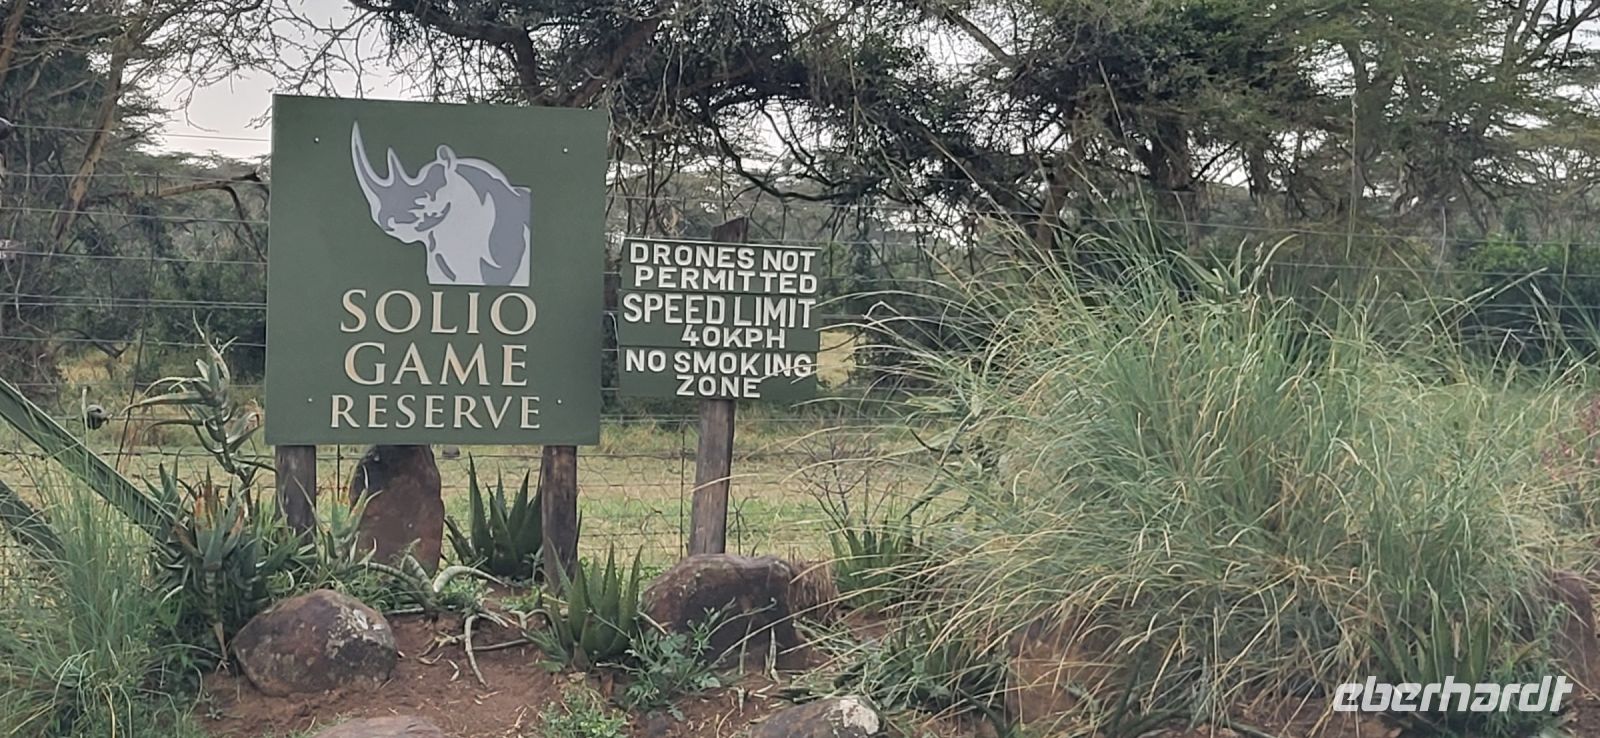 SOLIO
GAME
RESERVE
DRONES NOT
PERMITTED
SPEED LIMIT
40KPH
NO SMOKING
ZONE
eberhardt